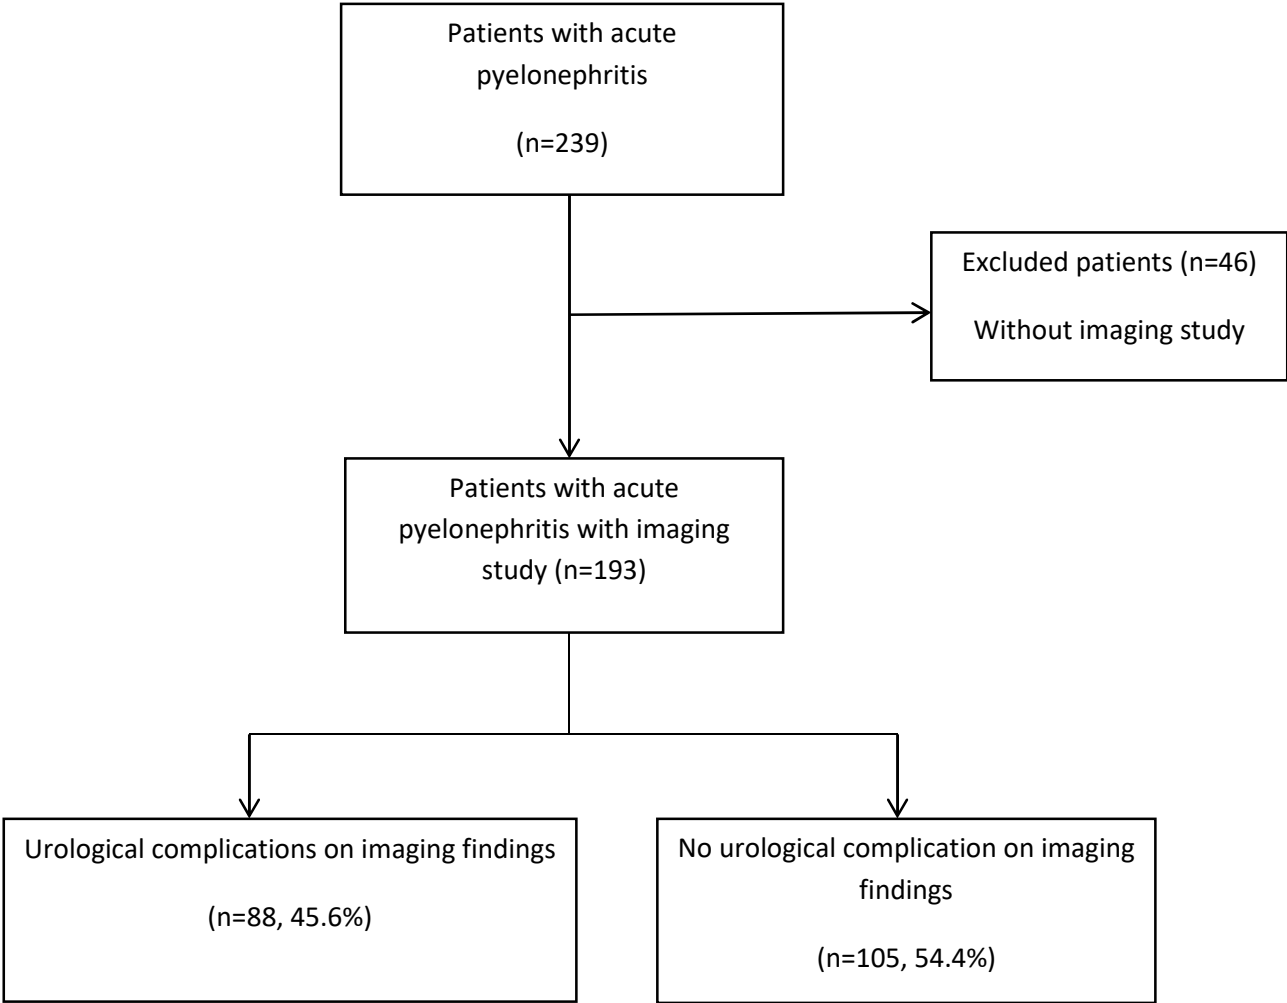 Patients with acute
pyelonephritis
(n=239)
Excluded patients (n=46)
Without imaging study
Patients with acute
pyelonephritis with imaging
study (n=193)
Urological complications on imaging findings
(n=88, 45.6%)
No urological complication on imaging
findings
(n=105, 54.4%)